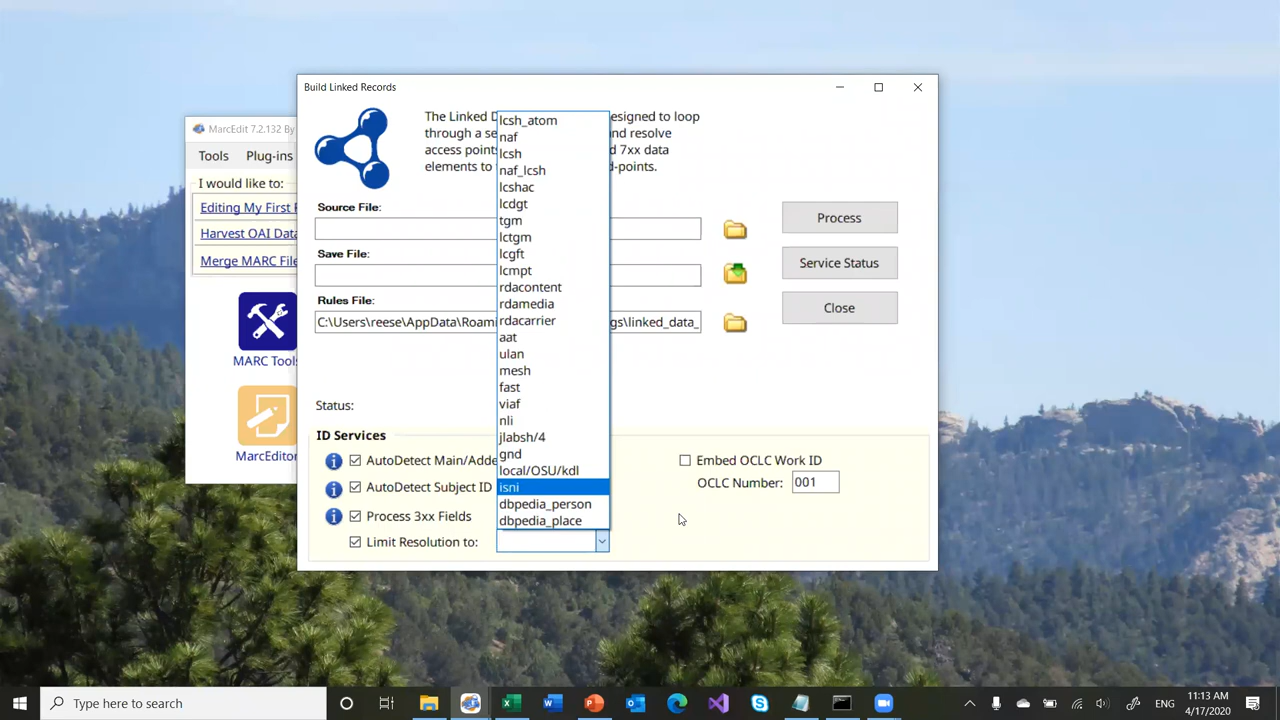 Build Linked Records
The Linked D esigned to loop
through a se and resolve
access points d 7xx data
elements to d-points.
Source File:
Save File:
Rules File:
C:\Users\reese\AppData\Roami gs\linked_data_
Process
Service Status
Close
Status:
ID Services
AutoDetect Main/Adde
AutoDetect Subject ID
Process 3xx Fields
Limit Resolution to:
lcsh_atom
naf
lcsh
naf_lcsh
lcshac
lcdgt
tgm
lctgm
lcgft
lcmpt
rdacontent
rdamedia
rdacarrier
aat
ulan
mesh
fast
viaf
nli
jlabsh/4
gnd
local/OSU/kdl
isni
dbpedia_person
dbpedia_place
Embed OCLC Work ID
OCLC Number: 001
MarcEdit 7.2.132 By
Tools Plug-ins
I would like to:
Editing My First
Harvest OAI Data
Merge MARC File
MARC Tools
MarcEditor
Type here to search
ENG
11:13 AM
4/17/2020